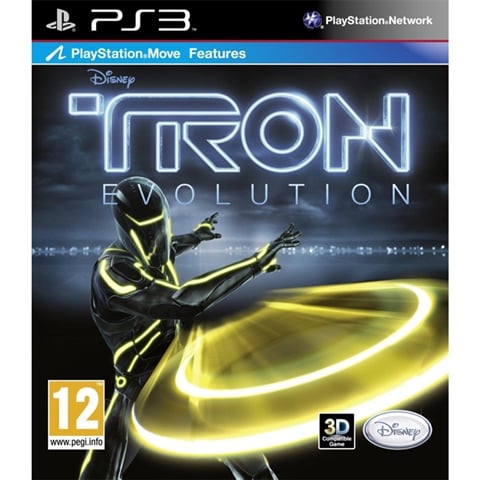 PS3
PlayStation®Network
PlayStation®Move Features
Disney
TRON
EVOLUTION
12
www.pegi.info
3D
Compatible
Game
Disney